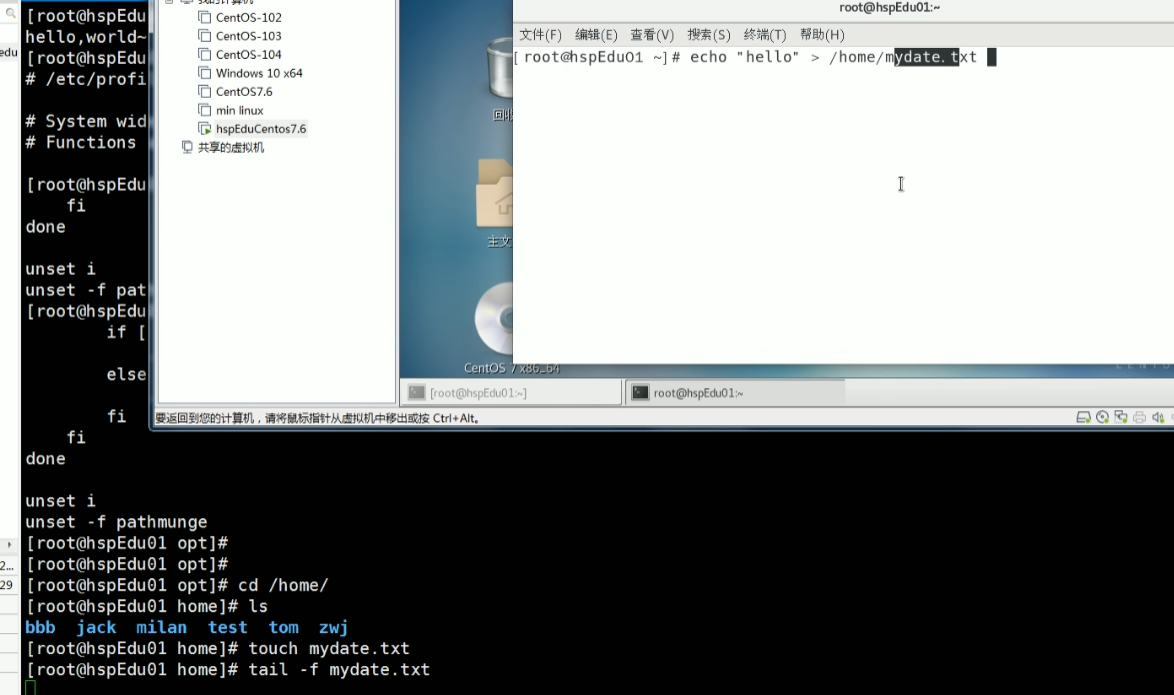 [root@hspEdu
hello,world~
[root@hspEdu
# /etc/profi
# System wid
# Functions
[root@hspEdu
fi
done
unset i
unset -f pat
[root@hspEdu
if [
else
fi
fi
done
unset i
unset -f pathmunge
[root@hspEdu01 opt]#
[root@hspEdu01 opt]#
[root@hspEdu01 opt]# cd /home/
[root@hspEdu01 home]# ls
bbb jack milan test tom zwj
[root@hspEdu01 home]# touch mydate.txt
[root@hspEdu01 home]# tail -f mydate.txt
edu
2...
29
我的计算机
CentOS-102
CentOS-103
CentOS-104
Windows 10 x64
CentOS7.6
min linux
hspEduCentos7.6
共享的虚拟机
回收
主文
CentOS 7 x86_64
root@hspEdu01:~
文件(F) 编辑(E) 查看(V) 搜索(S) 终端(T) 帮助(H)
[root@hspEdu01 ~]# echo "hello" > /home/mydate.txt
[root@hspEdu01:~]
root@hspEdu01:~
要返回到您的计算机，请将鼠标指针从虚拟机中移出或按 Ctrl+Alt。